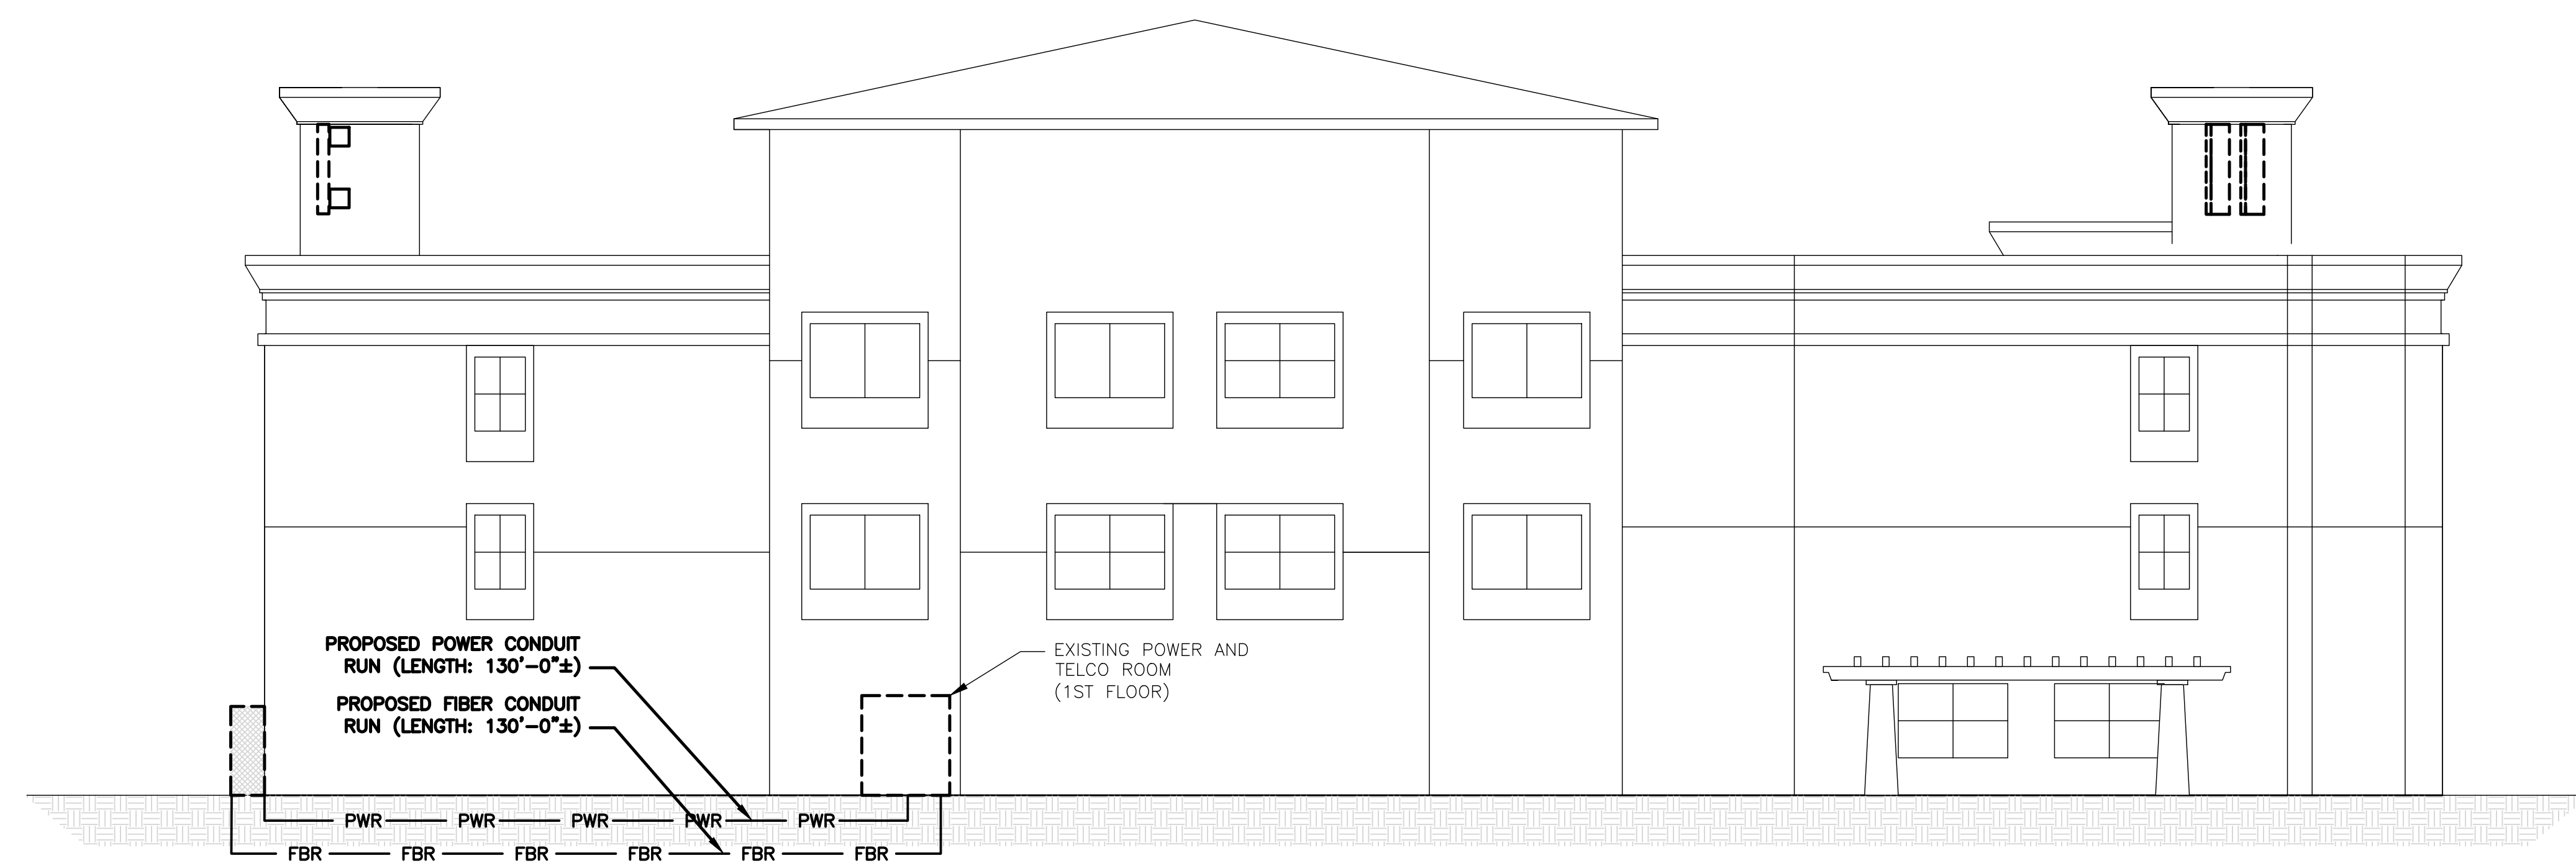 PROPOSED POWER CONDUIT
RUN (LENGTH: 130'-0"±)
PROPOSED FIBER CONDUIT
RUN (LENGTH: 130'-0"±)
EXISTING POWER AND
TELCO ROOM
(1ST FLOOR)
PWR PWR PWR PWR PWR
FBR FBR FBR FBR FBR FBR